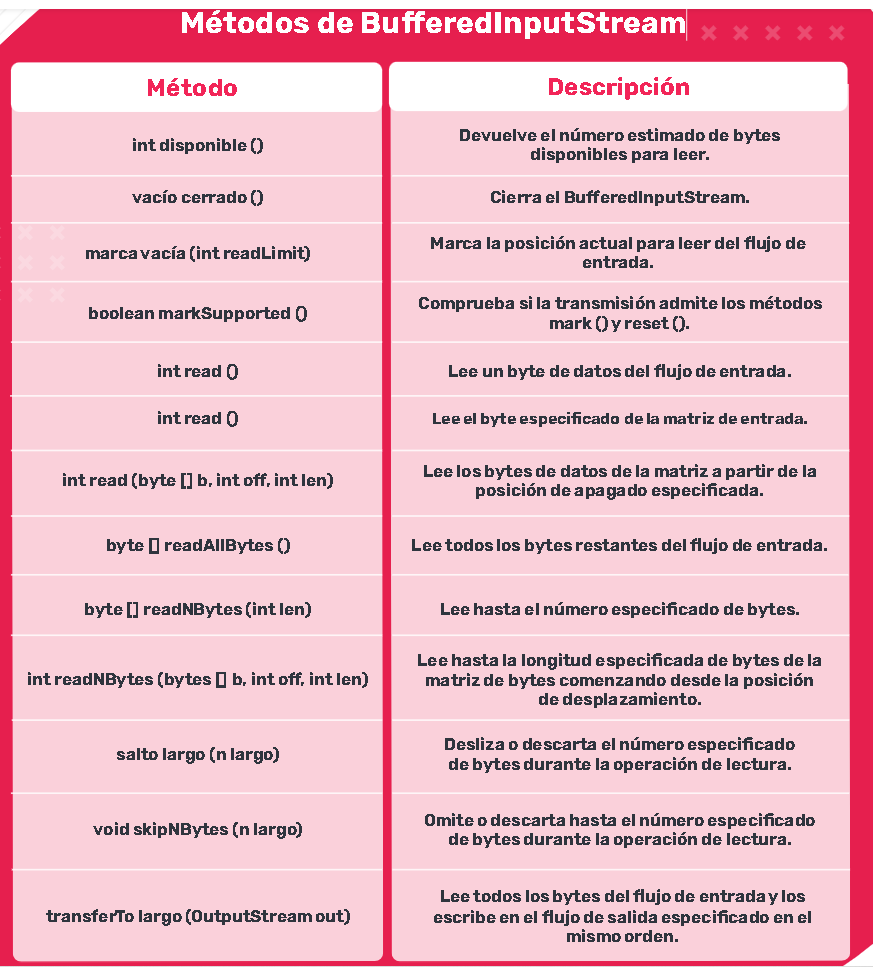 Métodos de BufferedInputStream
Método
Descripción
int disponible ()
Devuelve el número estimado de bytes
disponibles para leer.
vacío cerrado ()
Cierra el BufferedInputStream.
marca vacía (int readLimit)
Marca la posición actual para leer del flujo de
entrada.
boolean markSupported ()
Comprueba si la transmisión admite los métodos
mark () y reset ().
int read ()
Lee un byte de datos del flujo de entrada.
int read ()
Lee el byte especificado de la matriz de entrada.
int read (byte [] b, int off, int len)
Lee los bytes de datos de la matriz a partir de la
posición de apagado especificada.
byte [] readAllBytes ()
Lee todos los bytes restantes del flujo de entrada.
byte [] readNBytes (int len)
Lee hasta el número especificado de bytes.
int readNBytes (bytes [] b, int off, int len)
Lee hasta la longitud especificada de bytes de la
matriz de bytes comenzando desde la posición
de desplazamiento.
salto largo (n largo)
Desliza o descarta el número especificado
de bytes durante la operación de lectura.
void skipNBytes (n largo)
Omite o descarta hasta el número especificado
de bytes durante la operación de lectura.
transferTo largo (OutputStream out)
Lee todos los bytes del flujo de entrada y los
escribe en el flujo de salida especificado en el
mismo orden.